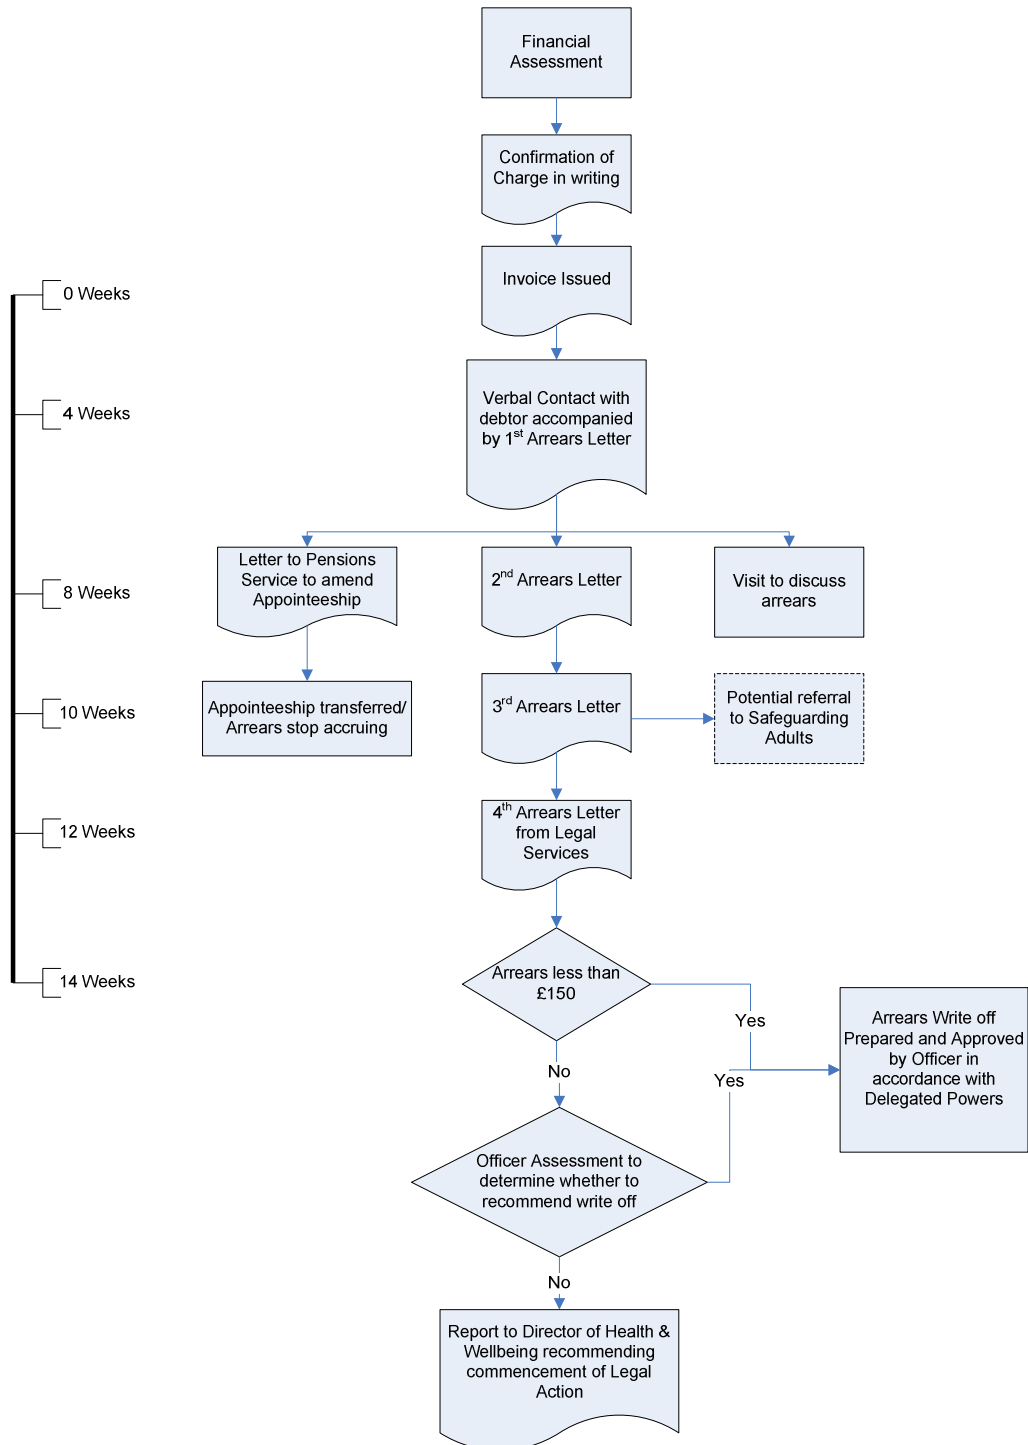 Financial
Assessment
Confirmation of
Charge in writing
Invoice Issued
0 Weeks
Verbal Contact with
debtor accompanied
by 1st Arrears Letter
4 Weeks
Letter to Pensions
Service to amend
Appointeeship
2nd Arrears Letter
Visit to discuss
arrears
8 Weeks
Appointeeship transferred/
Arrears stop accruing
3rd Arrears Letter
Potential referral
to Safeguarding
Adults
10 Weeks
4th Arrears Letter
from Legal
Services
12 Weeks
Arrears less than
£150
14 Weeks
Yes
No
Arrears Write off
Prepared and Approved
by Officer in
accordance with
Delegated Powers
Yes
Officer Assessment to
determine whether to
recommend write off
No
Report to Director of Health &
Wellbeing recommending
commencement of Legal
Action